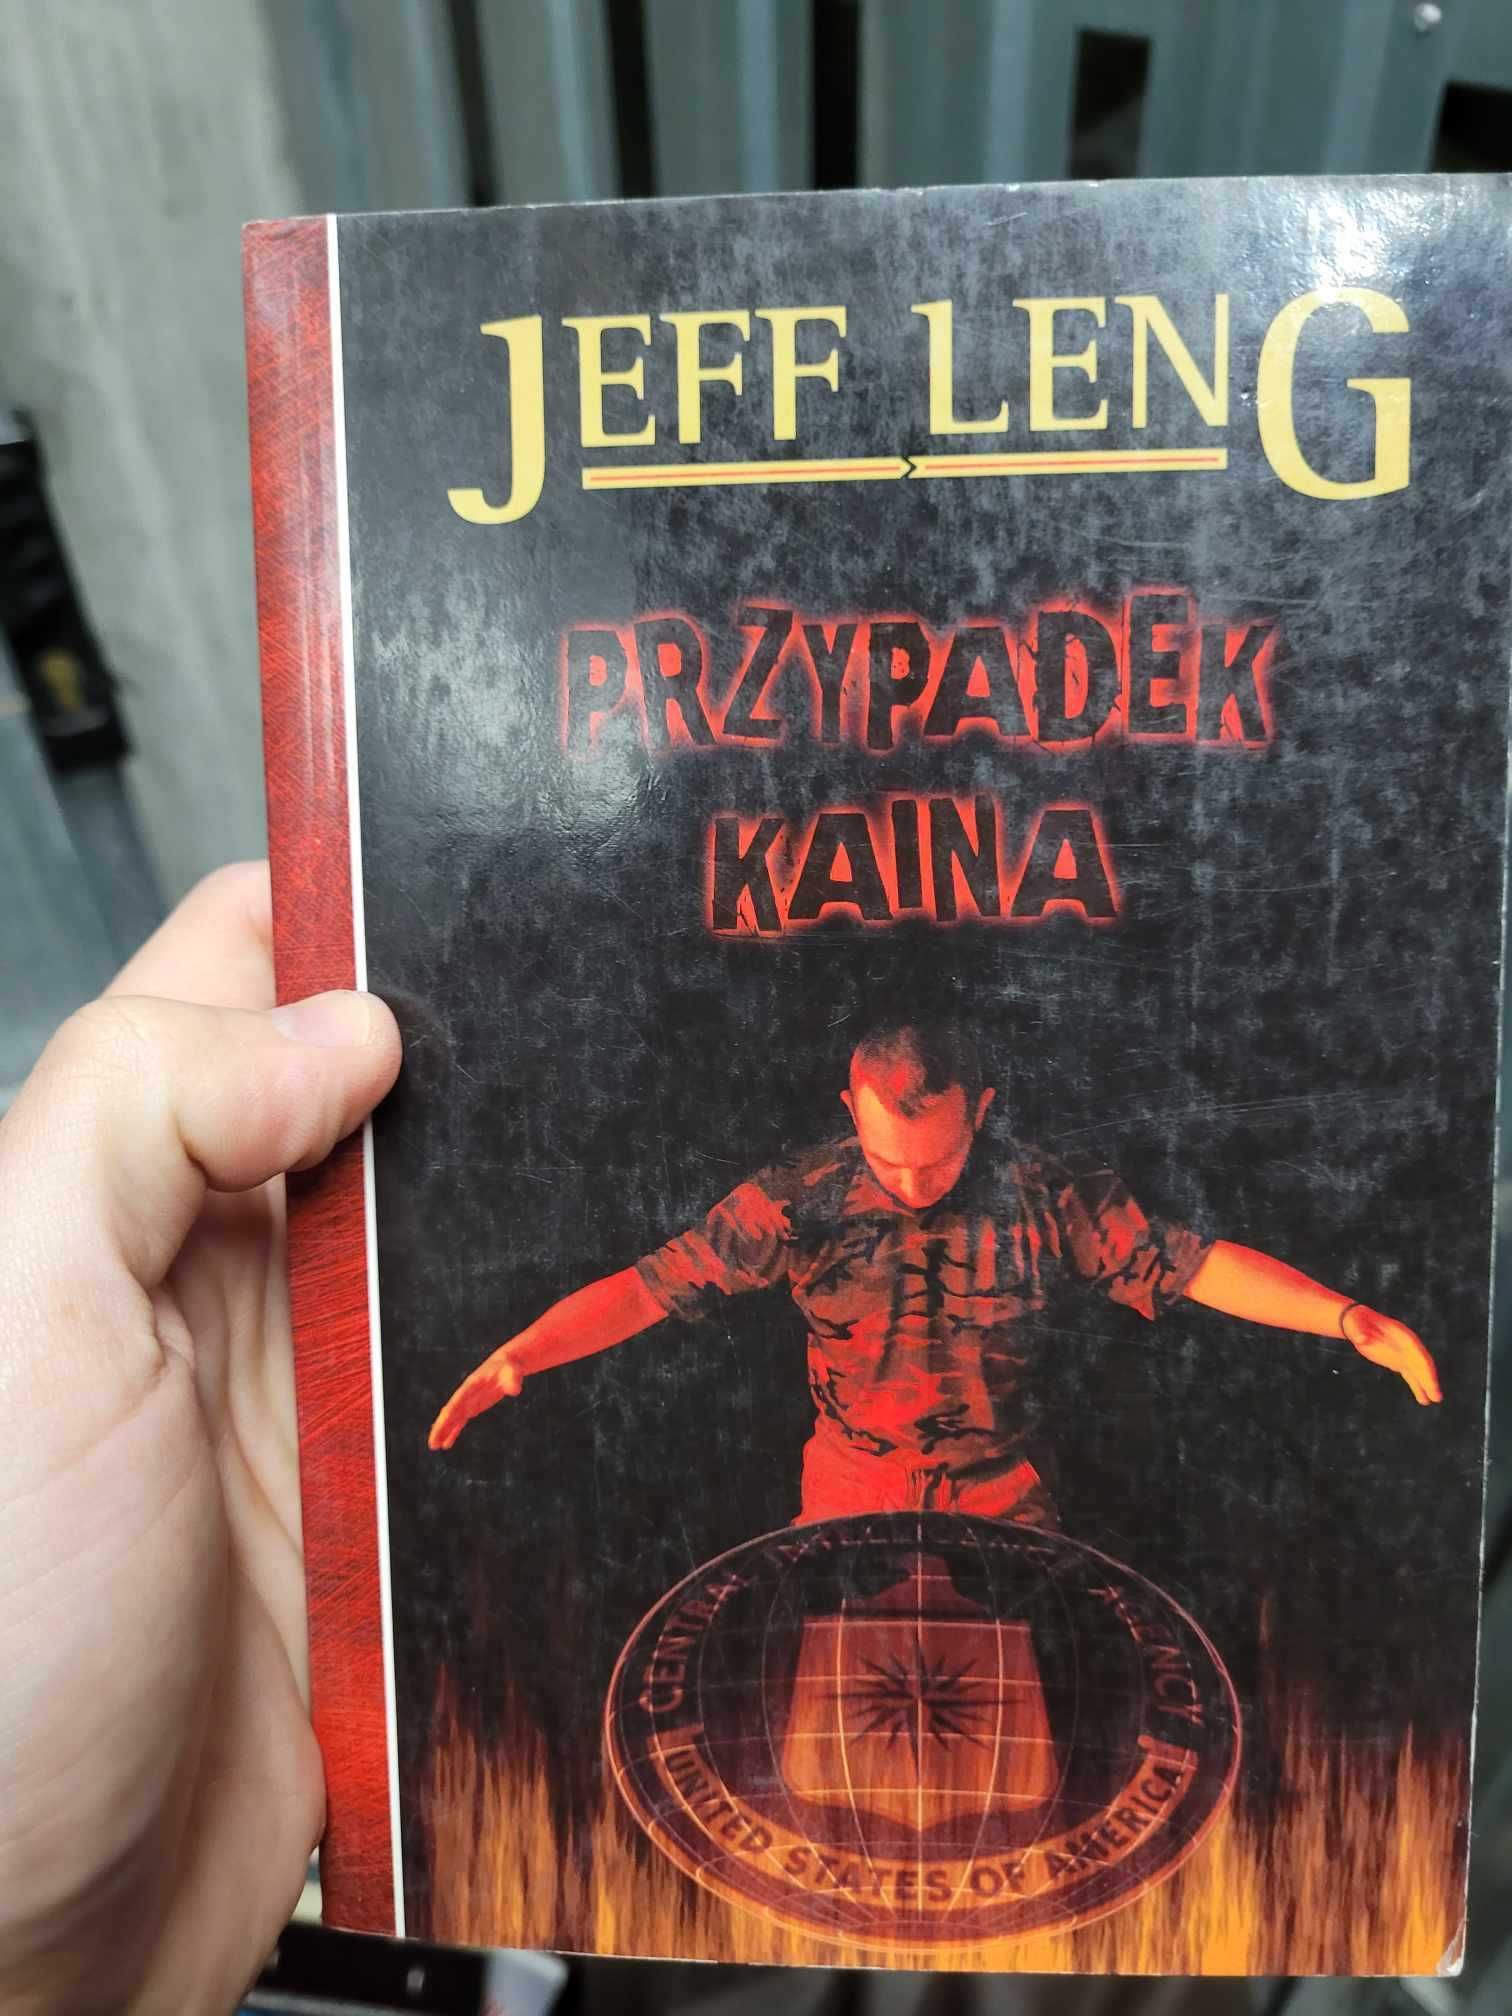 JEFF LENG
PRZYPADEK
KAINA
CENTRAL INTELLIGENCE AGENCY
UNITED STATES OF AMERICA